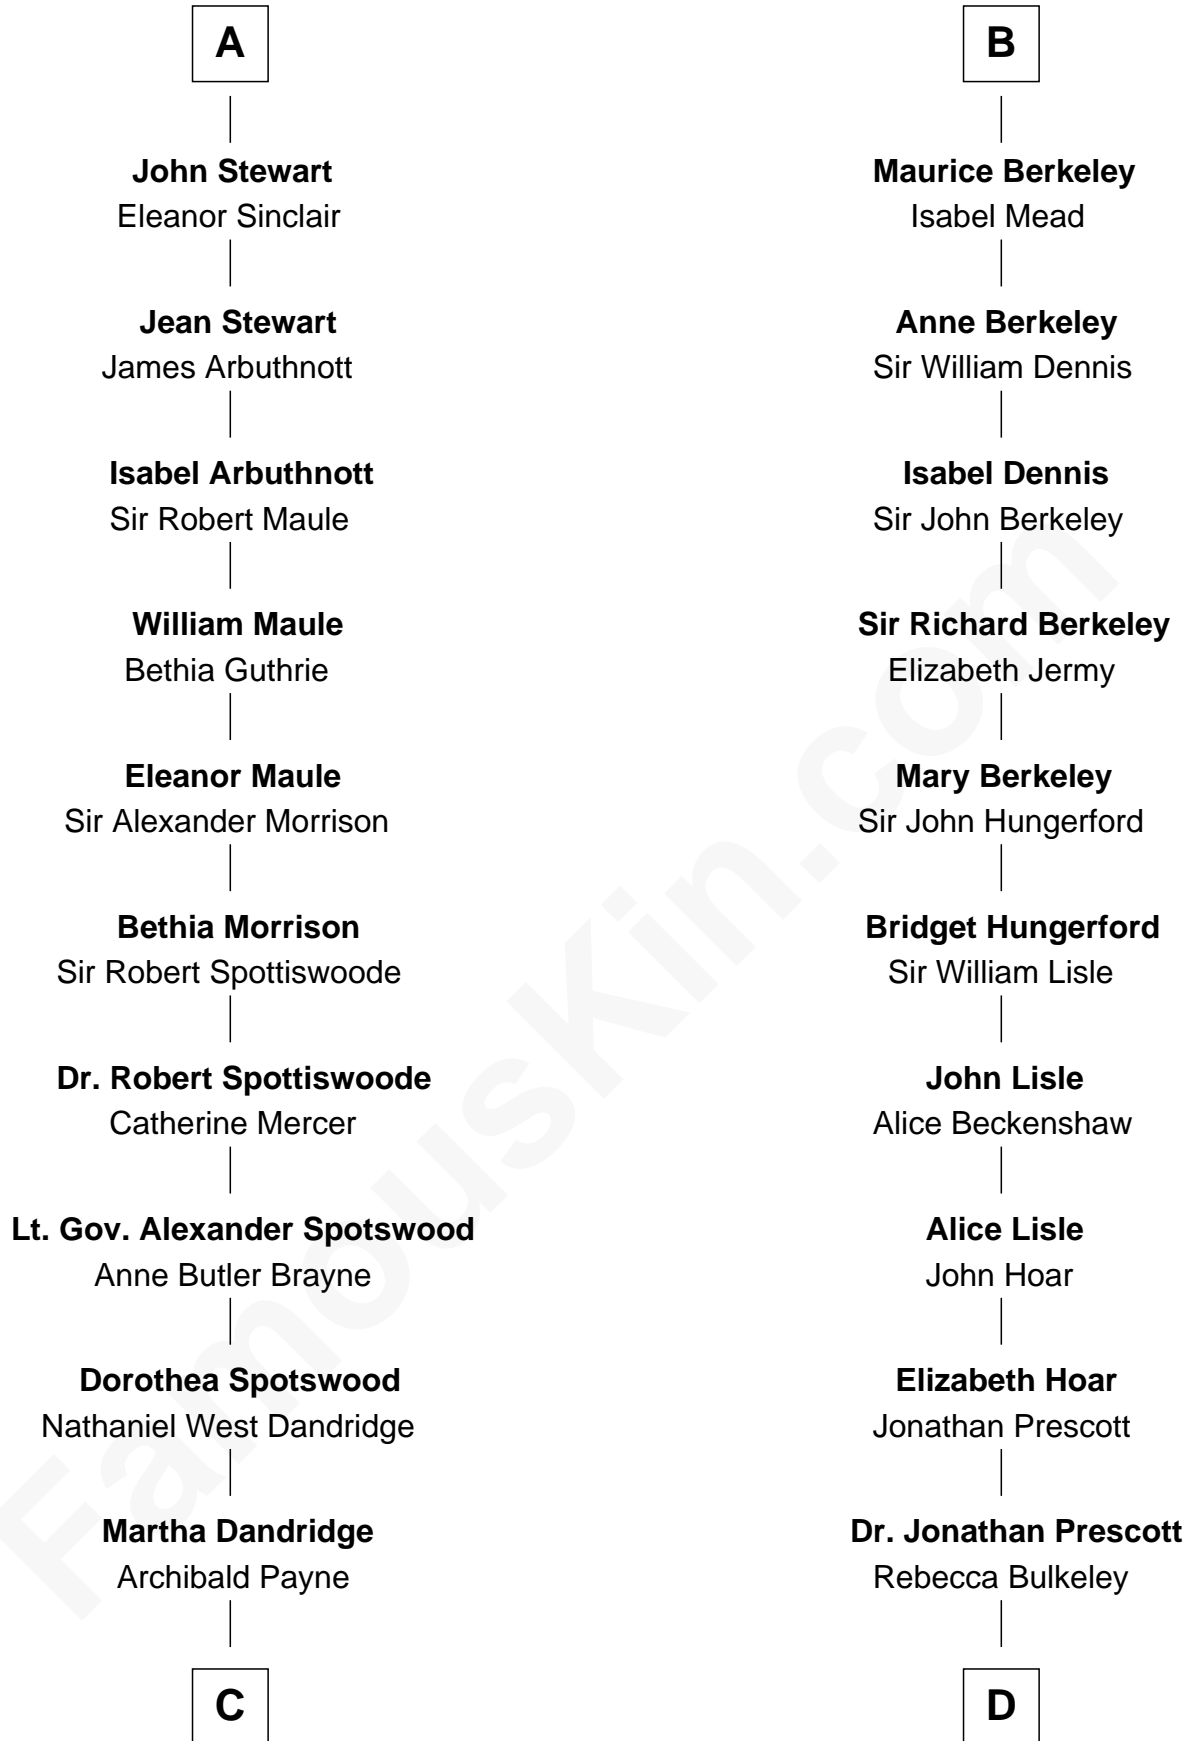 A
John Stewart
Eleanor Sinclair
Jean Stewart
James Arbuthnott
Isabel Arbuthnott
Sir Robert Maule
William Maule
Bethia Guthrie
Eleanor Maule
Sir Alexander Morrison
Bethia Morrison
Sir Robert Spottiswoode
Dr. Robert Spottiswoode
Catherine Mercer
Lt. Gov. Alexander Spotswood
Anne Butler Brayne
Dorothea Spotswood
Nathaniel West Dandridge
Martha Dandridge
Archibald Payne
C
B
Maurice Berkeley
Isabel Mead
Anne Berkeley
Sir William Dennis
Isabel Dennis
Sir John Berkeley
Sir Richard Berkeley
Elizabeth Jermy
Mary Berkeley
Sir John Hungerford
Bridget Hungerford
Sir William Lisle
John Lisle
Alice Beckenshaw
Alice Lisle
John Hoar
Elizabeth Hoar
Jonathan Prescott
Dr. Jonathan Prescott
Rebecca Bulkeley
D
FamousKin.com